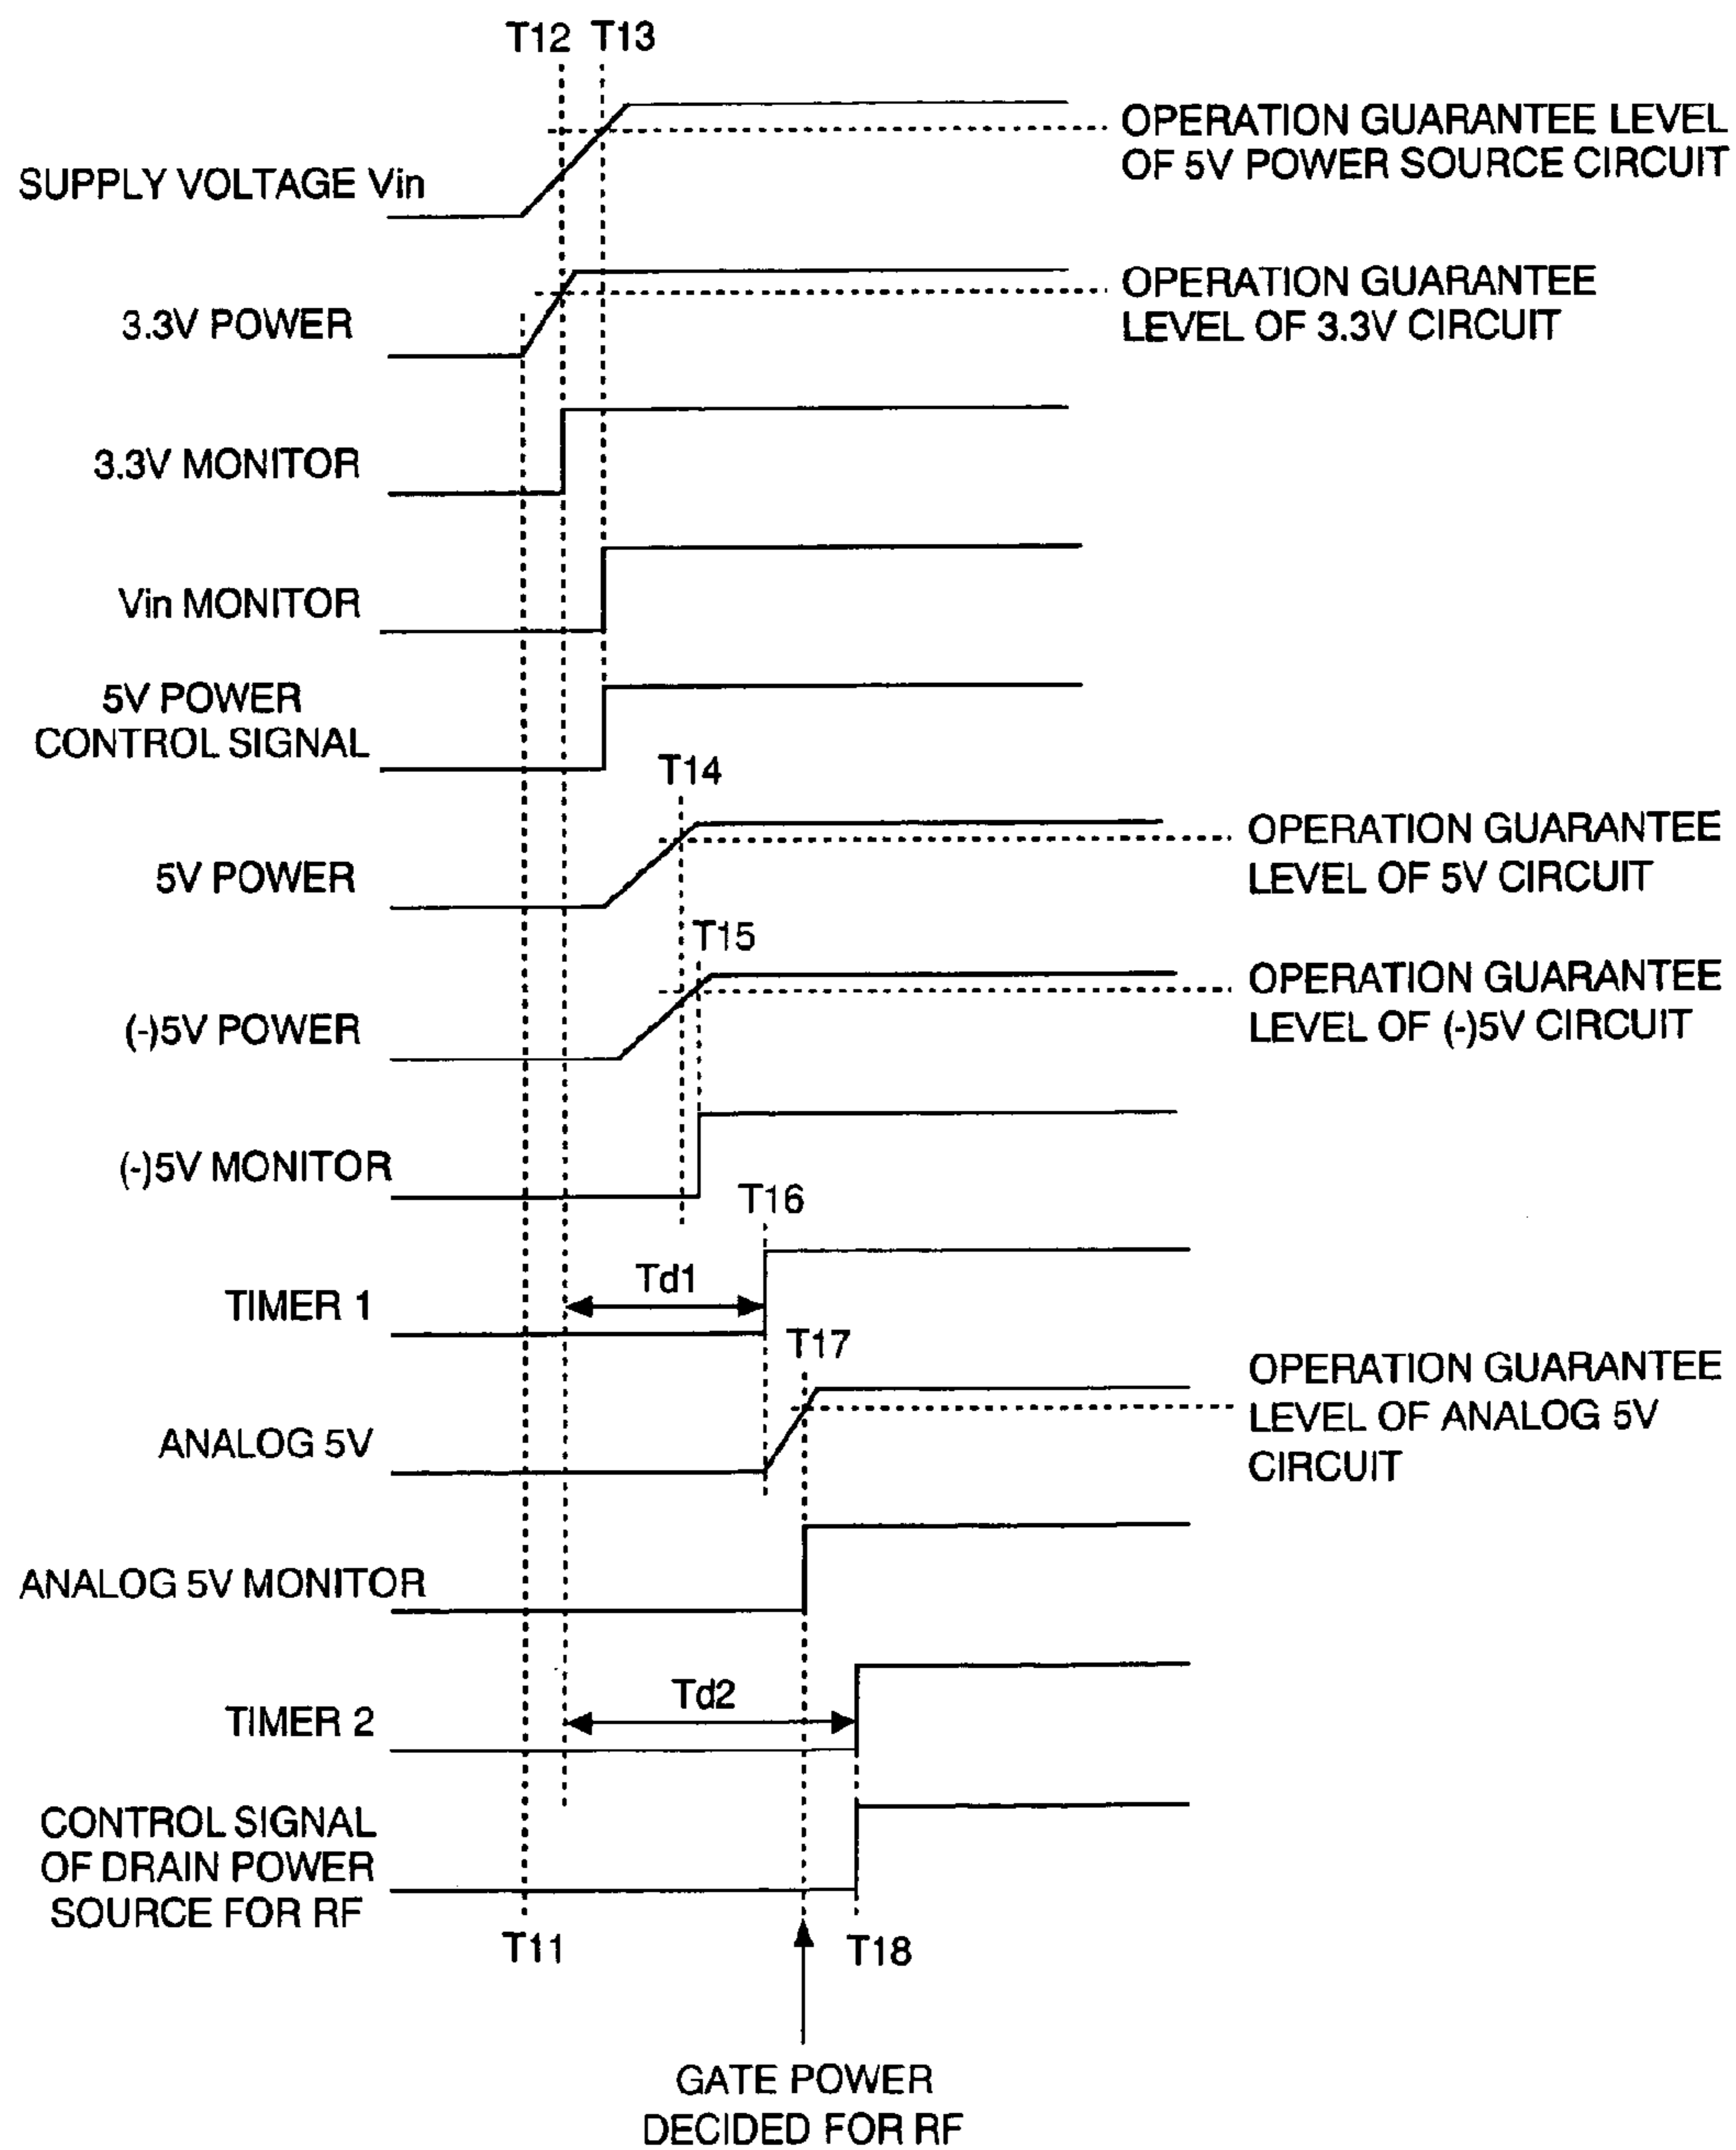 T12 T13
OPERATION GUARANTEE LEVEL
OF 5V POWER SOURCE CIRCUIT
SUPPLY VOLTAGE Vin
OPERATION GUARANTEE
LEVEL OF 3.3V CIRCUIT
3.3V POWER
3.3V MONITOR
Vin MONITOR
5V POWER
CONTROL SIGNAL
T14
OPERATION GUARANTEE
LEVEL OF 5V CIRCUIT
5V POWER
T15
OPERATION GUARANTEE
LEVEL OF (-)5V CIRCUIT
(-)5V POWER
(-)5V MONITOR
T16
Td1
TIMER 1
T17
OPERATION GUARANTEE
LEVEL OF ANALOG 5V
CIRCUIT
ANALOG 5V
ANALOG 5V MONITOR
Td2
TIMER 2
CONTROL SIGNAL
OF DRAIN POWER
SOURCE FOR RF
T11
T18
GATE POWER
DECIDED FOR RF